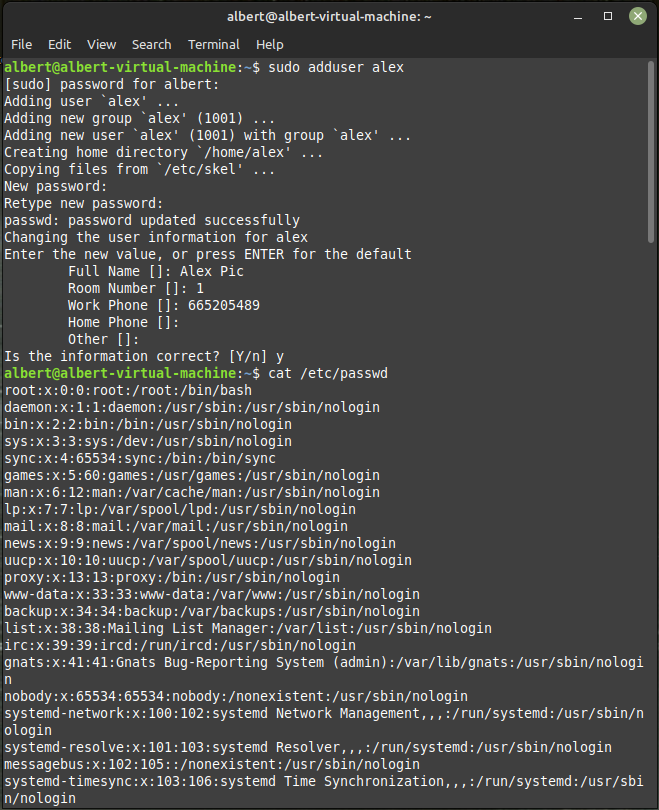 albert@albert-virtual-machine: ~
File Edit View Search Terminal Help
albert@albert-virtual-machine:~$ sudo adduser alex
[sudo] password for albert:
Adding user `alex' ...
Adding new group `alex' (1001) ...
Adding new user `alex' (1001) with group `alex' ...
Creating home directory `/home/alex' ...
Copying files from `/etc/skel' ...
New password:
Retype new password:
passwd: password updated successfully
Changing the user information for alex
Enter the new value, or press ENTER for the default
        Full Name []: Alex Pic
        Room Number []: 1
        Work Phone []: 665205489
        Home Phone []:
        Other []:
Is the information correct? [Y/n] y
albert@albert-virtual-machine:~$ cat /etc/passwd
root:x:0:0:root:/root:/bin/bash
daemon:x:1:1:daemon:/usr/sbin:/usr/sbin/nologin
bin:x:2:2:bin:/bin:/usr/sbin/nologin
sys:x:3:3:sys:/dev:/usr/sbin/nologin
sync:x:4:65534:sync:/bin:/bin/sync
games:x:5:60:games:/usr/games:/usr/sbin/nologin
man:x:6:12:man:/var/cache/man:/usr/sbin/nologin
lp:x:7:7:lp:/var/spool/lpd:/usr/sbin/nologin
mail:x:8:8:mail:/var/mail:/usr/sbin/nologin
news:x:9:9:news:/var/spool/news:/usr/sbin/nologin
uucp:x:10:10:uucp:/var/spool/uucp:/usr/sbin/nologin
proxy:x:13:13:proxy:/bin:/usr/sbin/nologin
www-data:x:33:33:www-data:/var/www:/usr/sbin/nologin
backup:x:34:34:backup:/var/backups:/usr/sbin/nologin
list:x:38:38:Mailing List Manager:/var/list:/usr/sbin/nologin
irc:x:39:39:ircd:/run/ircd:/usr/sbin/nologin
gnats:x:41:41:Gnats Bug-Reporting System (admin):/var/lib/gnats:/usr/sbin/nologi
n
nobody:x:65534:65534:nobody:/nonexistent:/usr/sbin/nologin
systemd-network:x:100:102:systemd Network Management,,,:/run/systemd:/usr/sbin/n
ologin
systemd-resolve:x:101:103:systemd Resolver,,,:/run/systemd:/usr/sbin/nologin
messagebus:x:102:105::/nonexistent:/usr/sbin/nologin
systemd-timesync:x:103:106:systemd Time Synchronization,,,:/run/systemd:/usr/sbi
n/nologin